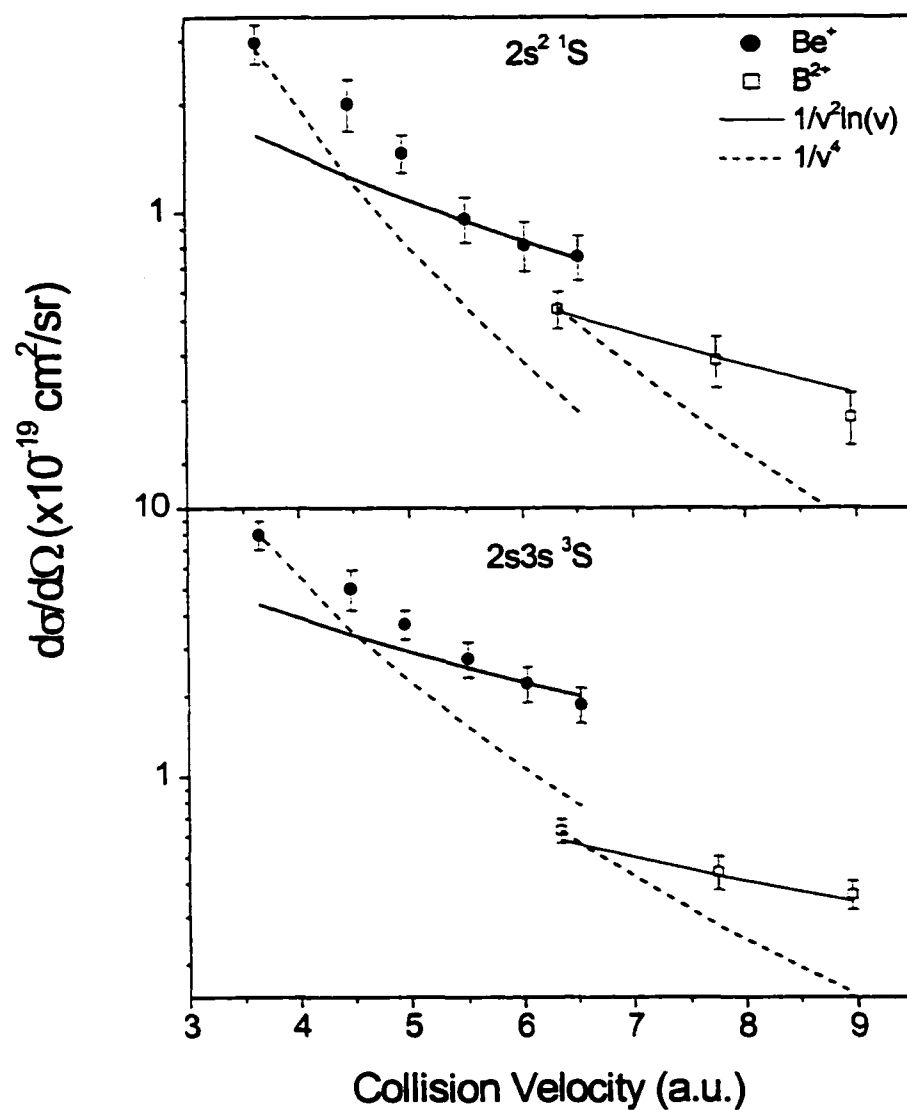 2s² ¹S
Be⁺
B²⁺
1/v²ln(v)
1/v⁴
1
dσ/dΩ (x10⁻¹⁹ cm²/sr)
10
2s3s ³S
1
3 4 5 6 7 8 9
Collision Velocity (a.u.)